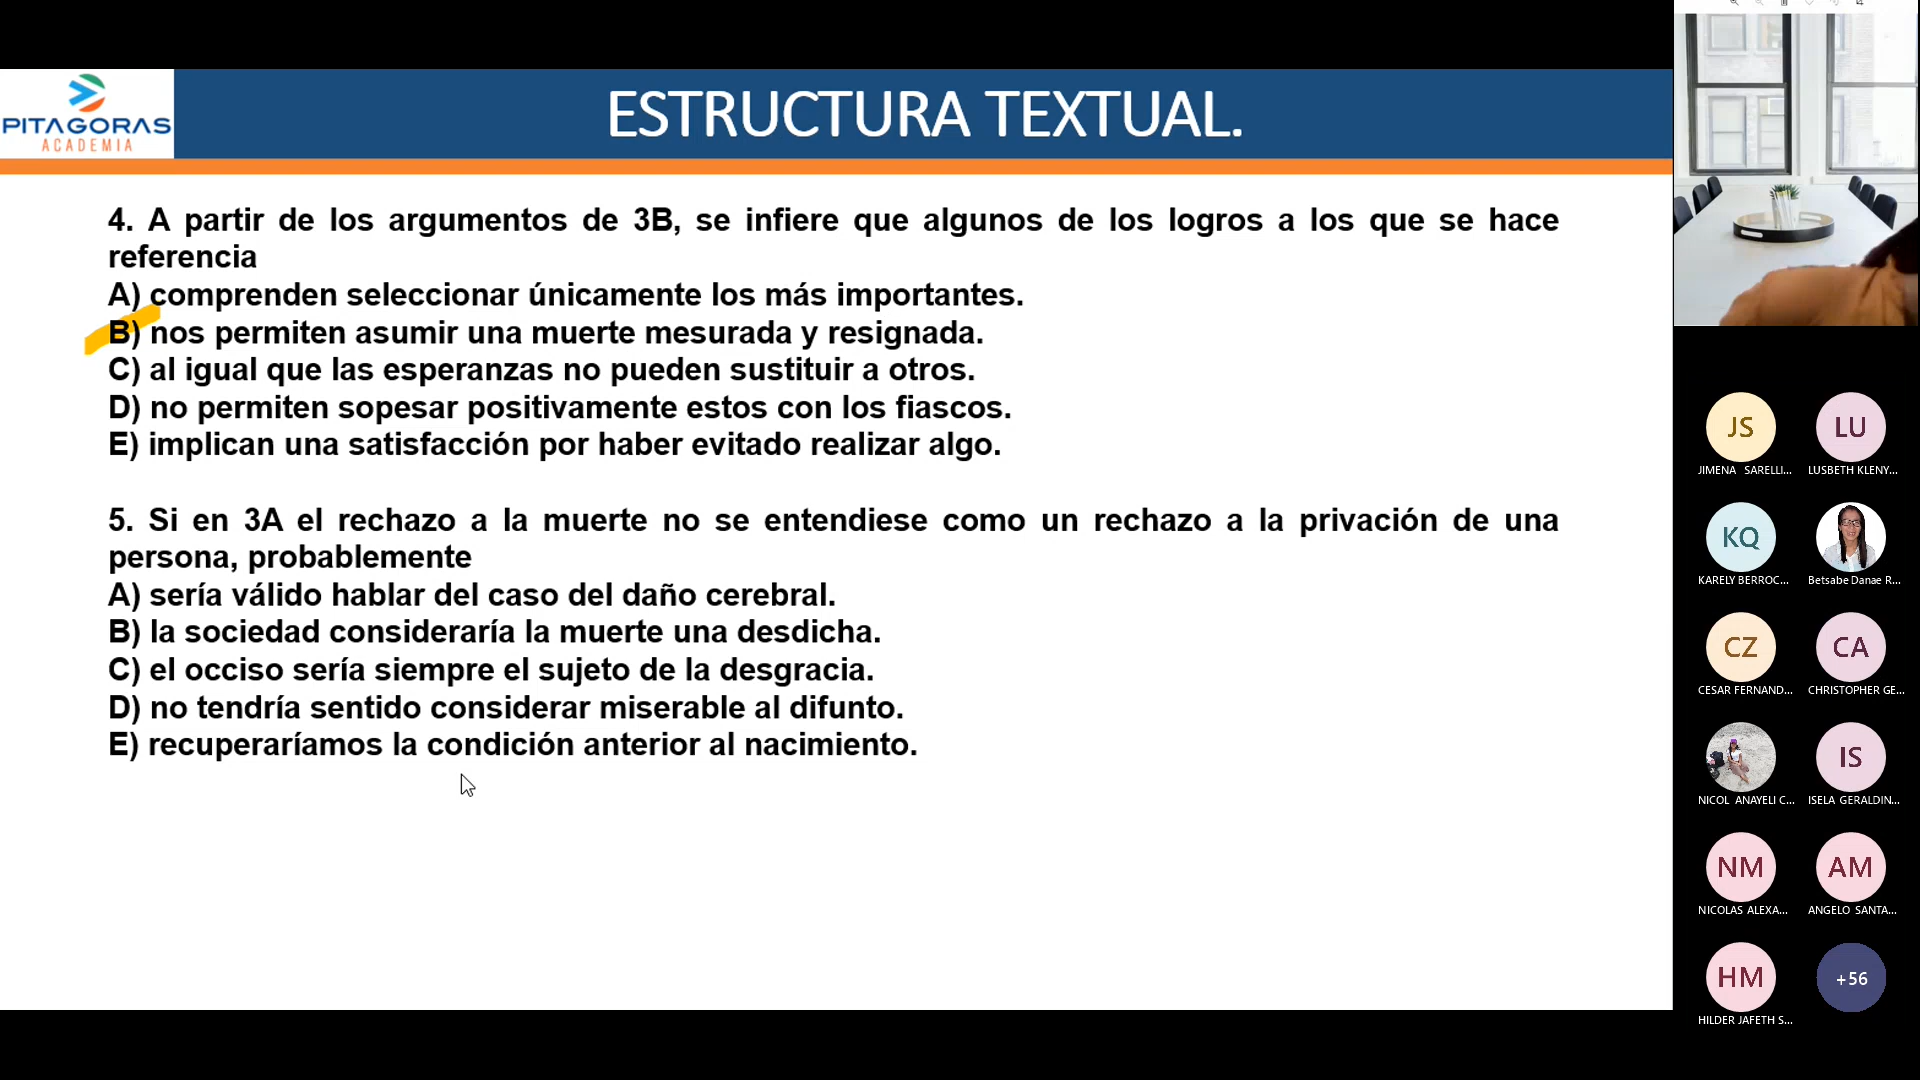 PITAGORAS
ACADEMIA
ESTRUCTURA TEXTUAL.
4. A partir de los argumentos de 3B, se infiere que algunos de los logros a los que se hace
referencia
A) comprenden seleccionar únicamente los más importantes.
B) nos permiten asumir una muerte mesurada y resignada.
C) al igual que las esperanzas no pueden sustituir a otros.
D) no permiten sopesar positivamente estos con los fiascos.
E) implican una satisfacción por haber evitado realizar algo.
5. Si en 3A el rechazo a la muerte no se entendiese como un rechazo a la privación de una
persona, probablemente
A) sería válido hablar del caso del daño cerebral.
B) la sociedad consideraría la muerte una desdicha.
C) el occiso sería siempre el sujeto de la desgracia.
D) no tendría sentido considerar miserable al difunto.
E) recuperaríamos la condición anterior al nacimiento.
JS
LU
JIMENA SARELLI...
LUSBETH KLENY...
KQ
KARELY BERROC...
Betsabe Danae R...
CZ
CA
CESAR FERNAND...
CHRISTOPHER GE...
IS
NICOL ANAYELI C...
ISELA GERALDIN...
NM
AM
NICOLAS ALEXA...
ANGELO SANTA...
HM
+56
HILDER JAFETH S...